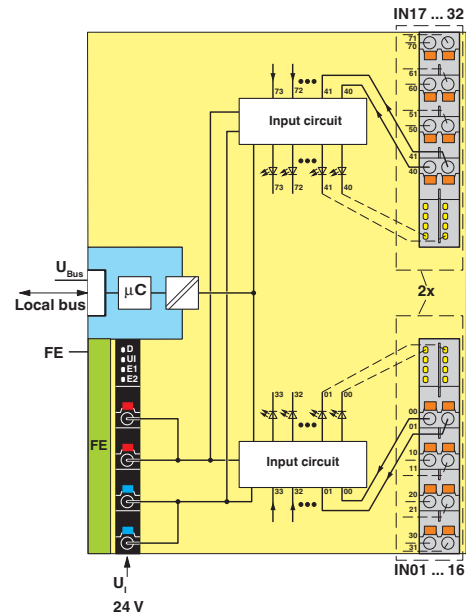 IN17 ... 32
71
70
61
60
51
50
41
40
73 72 41 40
Input circuit
73 72 41 40
U Bus
µC
Local bus
2x
FE
D
UI
E1
E2
FE
33 32 01 00
Input circuit
33 32 01 00
00
01
10
11
20
21
30
31
IN01 ... 16
UI
24 V